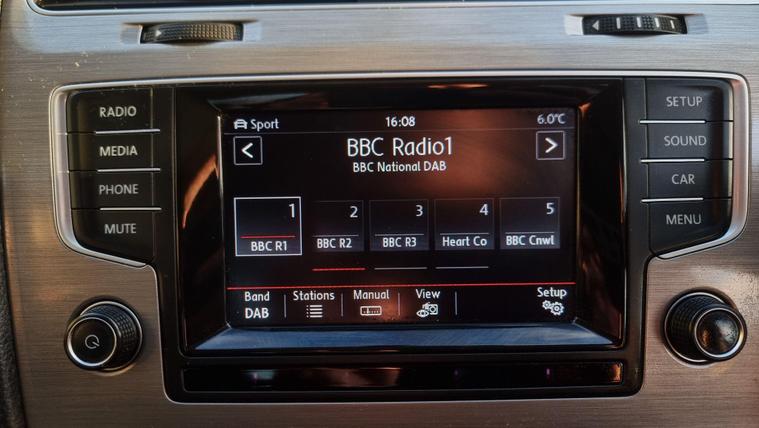 RADIO
MEDIA
PHONE
MUTE
Sport 16:08 6.0°C
BBC Radio1
BBC National DAB
1 2 3 4 5
BBC R1 BBC R2 BBC R3 Heart Co BBC Cnwl
Band Stations Manual View Setup
DAB
SETUP
SOUND
CAR
MENU